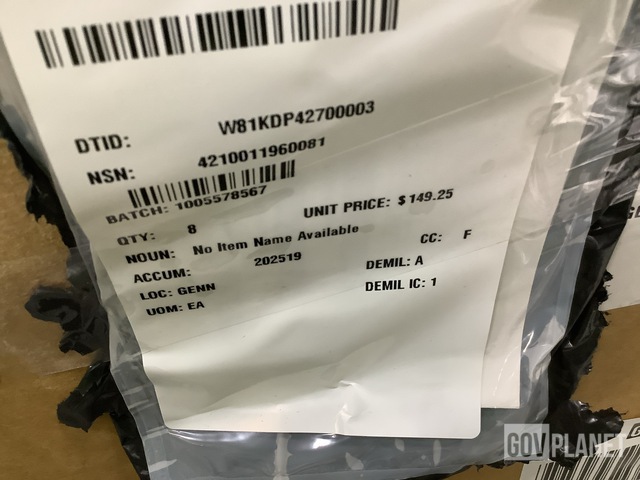 DTID: W81KDP42700003
NSN: 4210011960081
BATCH: 1005578567
QTY: 8 UNIT PRICE: $ 149.25
NOUN: No Item Name Available
ACCUM: 202519 CC: F
LOC: GENN DEMIL: A
UOM: EA DEMIL IC: 1
GOVPLANET